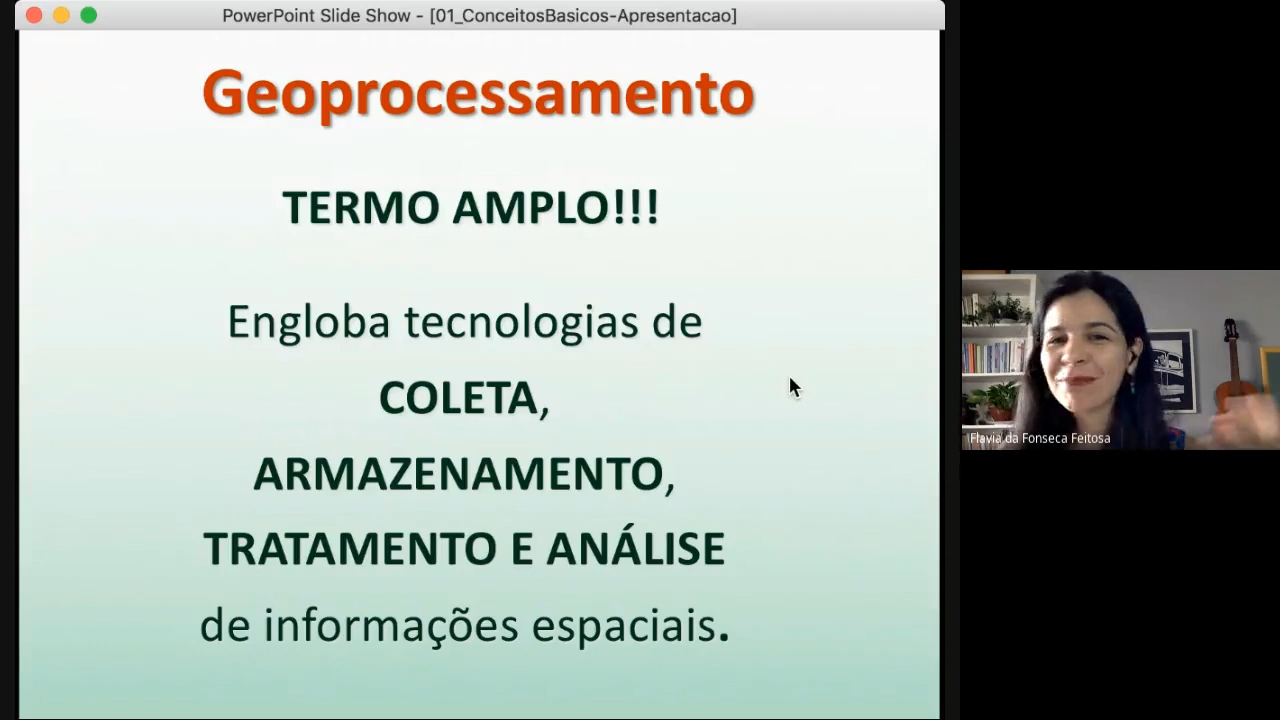 PowerPoint Slide Show - [01_ConceitosBasicos-Apresentacao]
Geoprocessamento
TERMO AMPLO!!!
Engloba tecnologias de
COLETA,
ARMAZENAMENTO,
TRATAMENTO E ANÁLISE
de informações espaciais.
Flavia da Fonseca Feitosa